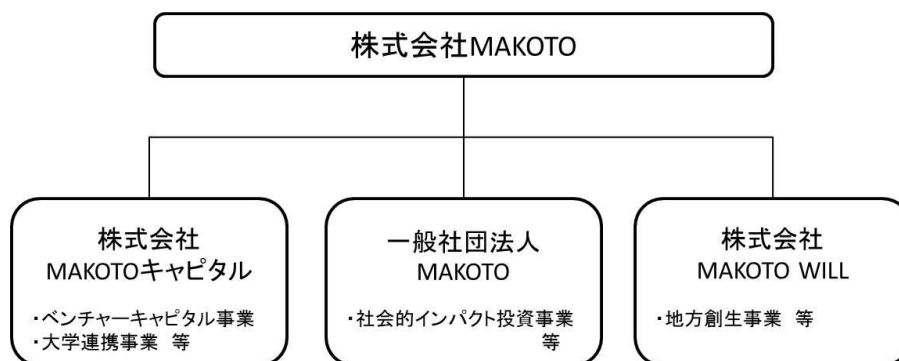 株式会社MAKOTO
株式会社
MAKOTOキャピタル
・ベンチャーキャピタル事業
・大学連携事業 等
一般社団法人
MAKOTO
・社会的インパクト投資事業
等
株式会社
MAKOTO WILL
・地方創生事業 等